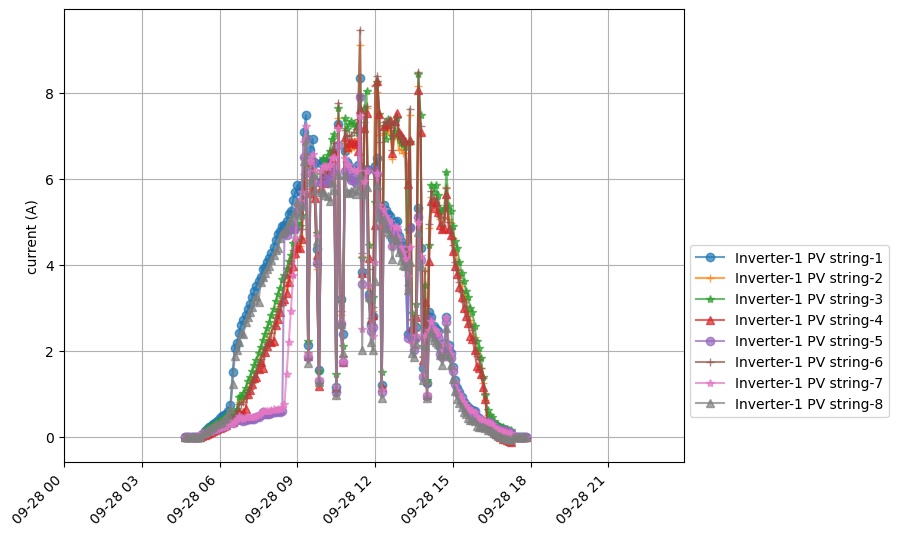 current (A)
8
6
4
2
0
09-28 00
09-28 03
09-28 06
09-28 09
09-28 12
09-28 15
09-28 18
09-28 21
Inverter-1 PV string-1
Inverter-1 PV string-2
Inverter-1 PV string-3
Inverter-1 PV string-4
Inverter-1 PV string-5
Inverter-1 PV string-6
Inverter-1 PV string-7
Inverter-1 PV string-8